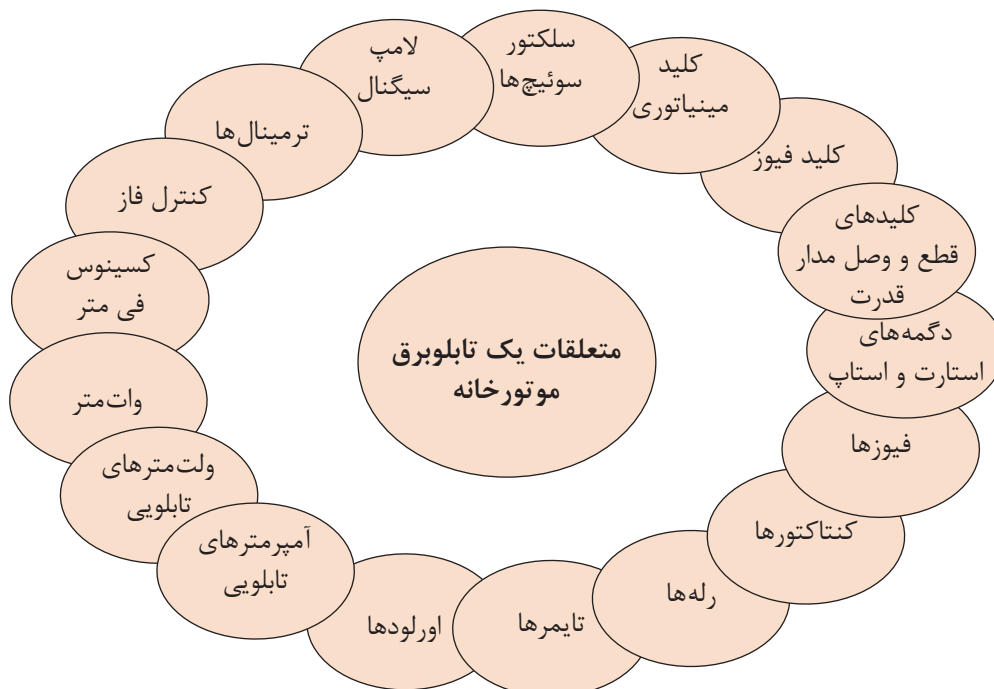 سلکتور
سوئیچ‌ها
کلید
مینیاتوری
کلید فیوز
کلیدهای
قطع و وصل مدار
قدرت
دگمه‌های
استارت و استاپ
فیوزها
کنتاکتورها
رله‌ها
تایمرها
اورلودها
آمپرمترهای
تابلویی
ولت‌مترهای
تابلویی
وات‌متر
کسینوس
فی متر
کنترل فاز
ترمینال‌ها
لامپ
سیگنال
متعلقات یک تابلوبرق
موتورخانه